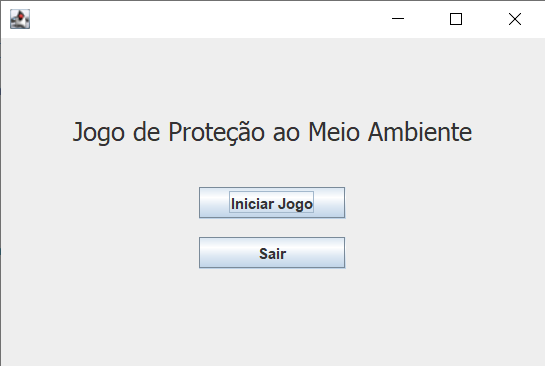 Jogo de Proteção ao Meio Ambiente
Iniciar Jogo
Sair